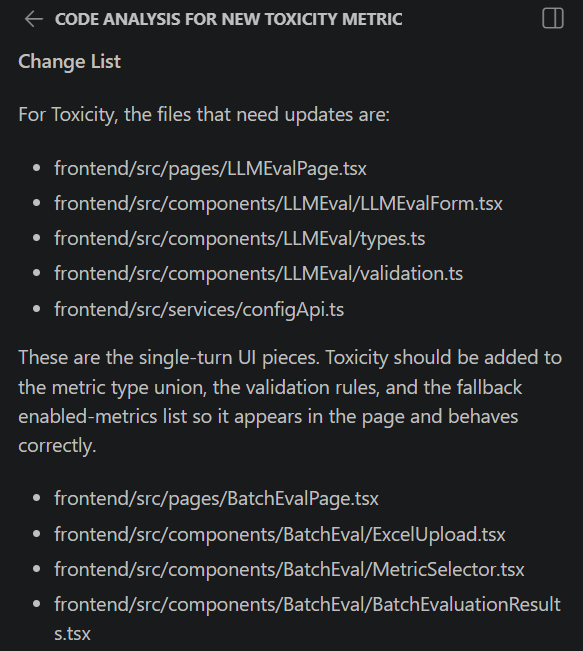 CODE ANALYSIS FOR NEW TOXICITY METRIC
Change List
For Toxicity, the files that need updates are:
frontend/src/pages/LLMEvalPage.tsx
frontend/src/components/LLMEval/LLMEvalForm.tsx
frontend/src/components/LLMEval/types.ts
frontend/src/components/LLMEval/validation.ts
frontend/src/services/configApi.ts
These are the single-turn UI pieces. Toxicity should be added to
the metric type union, the validation rules, and the fallback
enabled-metrics list so it appears in the page and behaves
correctly.
frontend/src/pages/BatchEvalPage.tsx
frontend/src/components/BatchEval/ExcelUpload.tsx
frontend/src/components/BatchEval/MetricSelector.tsx
frontend/src/components/BatchEval/BatchEvaluationResult
s.tsx